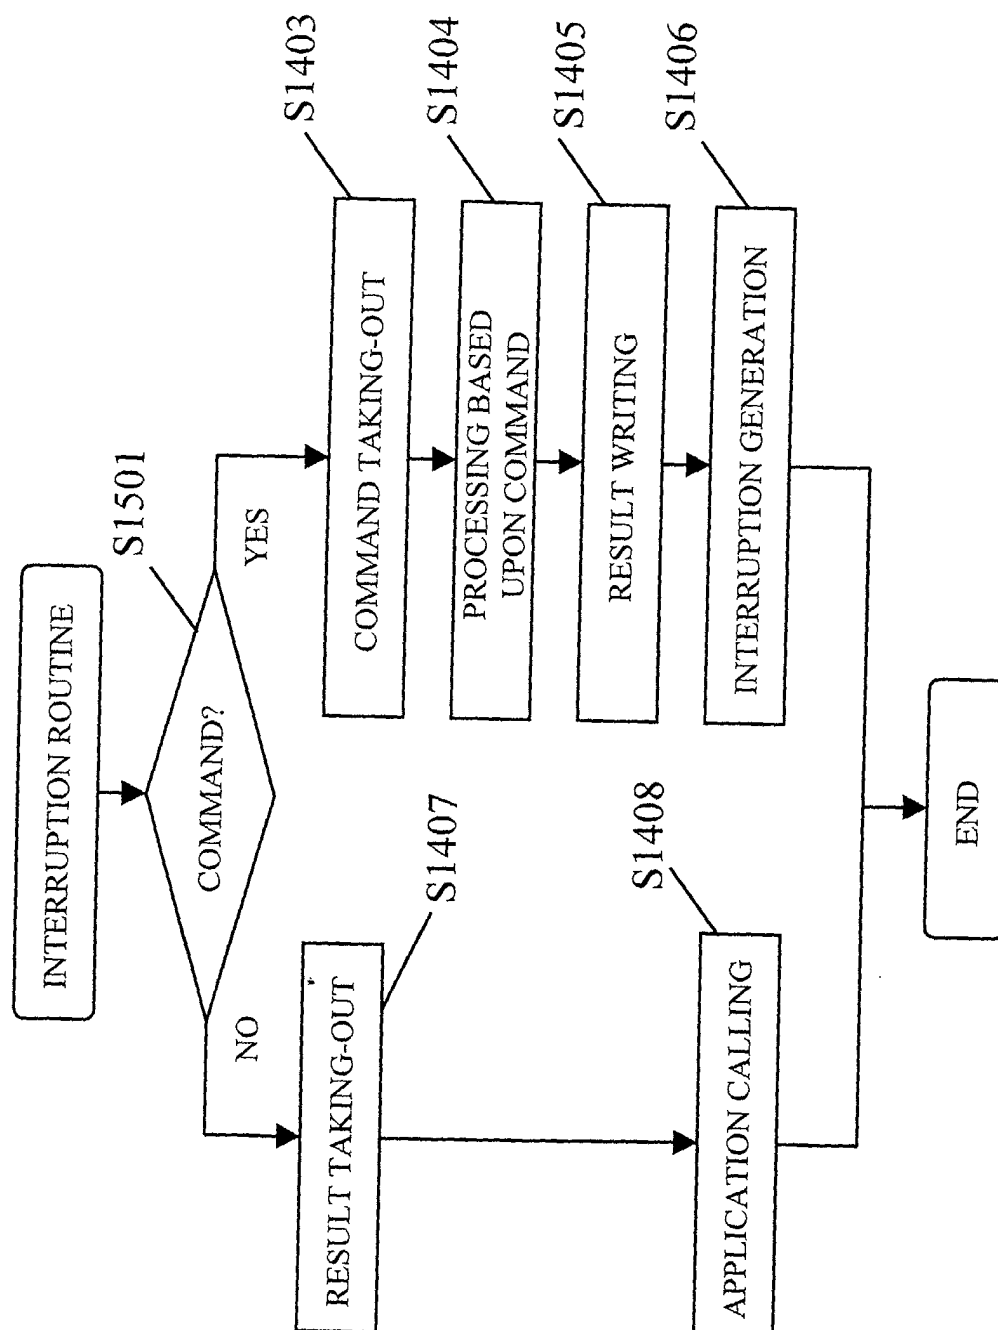 INTERRUPTION ROUTINE
S1501
COMMAND?
YES
NO
S1403
COMMAND TAKING-OUT
S1404
PROCESSING BASED
UPON COMMAND
S1405
RESULT WRITING
S1406
INTERRUPTION GENERATION
RESULT TAKING-OUT
S1407
S1408
APPLICATION CALLING
END